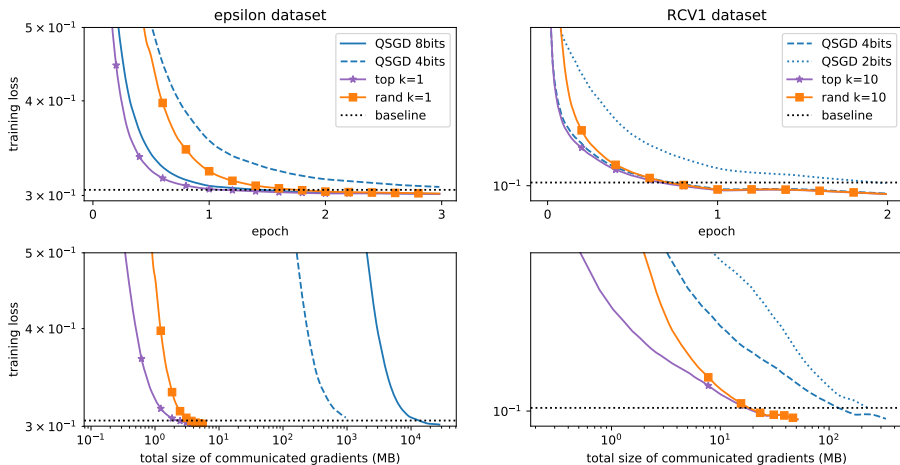 epsilon dataset
5 × 10⁻¹
4 × 10⁻¹
3 × 10⁻¹
training loss
QSGD 8bits
QSGD 4bits
top k=1
rand k=1
baseline
0 1 2 3
epoch
RCV1 dataset
10⁻¹
QSGD 4bits
QSGD 2bits
top k=10
rand k=10
baseline
0 1 2
epoch
5 × 10⁻¹
4 × 10⁻¹
3 × 10⁻¹
training loss
10⁻¹ 10⁰ 10¹ 10² 10³ 10⁴
total size of communicated gradients (MB)
10⁻¹
10⁰ 10¹ 10²
total size of communicated gradients (MB)